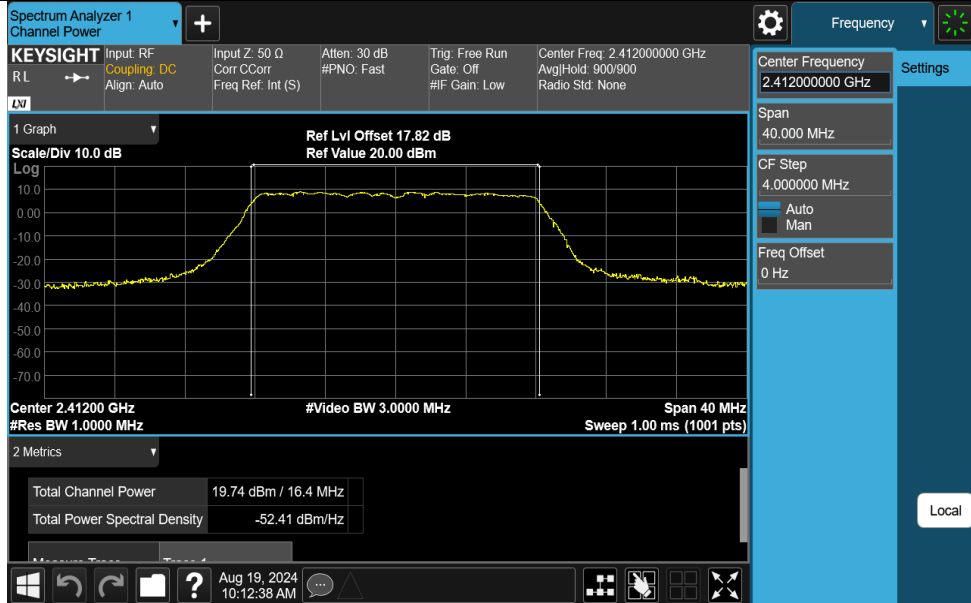 Spectrum Analyzer 1
Channel Power
+
Frequency
KEYSIGHT
R L
LXI
Input: RF
Coupling: DC
Align: Auto
Input Z: 50 Ω
Corr CCorr
Freq Ref: Int (S)
Atten: 30 dB
#PNO: Fast
Trig: Free Run
Gate: Off
#IF Gain: Low
Center Freq: 2.412000000 GHz
Avg|Hold: 900/900
Radio Std: None
Center Frequency
2.412000000 GHz
Settings
Span
40.000 MHz
CF Step
4.000000 MHz
Auto
Man
Freq Offset
0 Hz
Local
1 Graph
Scale/Div 10.0 dB
Ref Lvl Offset 17.82 dB
Ref Value 20.00 dBm
Log
10.0
0.00
-10.0
-20.0
-30.0
-40.0
-50.0
-60.0
-70.0
Center 2.41200 GHz
#Res BW 1.0000 MHz
#Video BW 3.0000 MHz
Span 40 MHz
Sweep 1.00 ms (1001 pts)
2 Metrics
Total Channel Power 19.74 dBm / 16.4 MHz
Total Power Spectral Density -52.41 dBm/Hz
?
Aug 19, 2024
10:12:38 AM